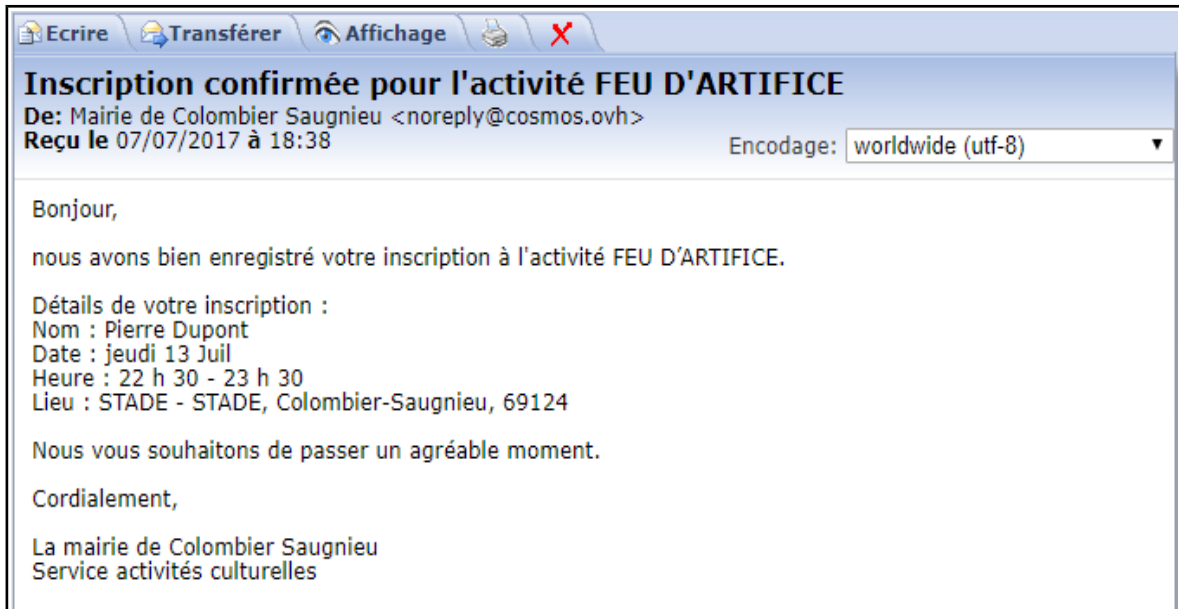 Ecrire Transférer Affichage
Inscription confirmée pour l'activité FEU D'ARTIFICE
De: Mairie de Colombier Saugnieu <noreply@cosmos.ovh>
Reçu le 07/07/2017 à 18:38
Encodage: worldwide (utf-8)
Bonjour,
nous avons bien enregistré votre inscription à l'activité FEU D’ARTIFICE.
Détails de votre inscription :
Nom : Pierre Dupont
Date : jeudi 13 Juil
Heure : 22 h 30 - 23 h 30
Lieu : STADE - STADE, Colombier-Saugnieu, 69124
Nous vous souhaitons de passer un agréable moment.
Cordialement,
La mairie de Colombier Saugnieu
Service activités culturelles